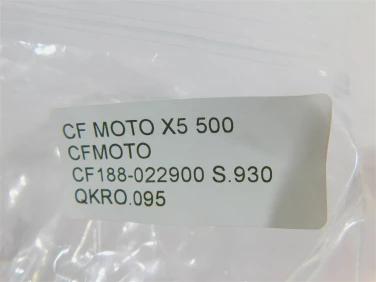 CF MOTO X5 500
CFMOTO
CF188-022900 S.930
QKRO.095